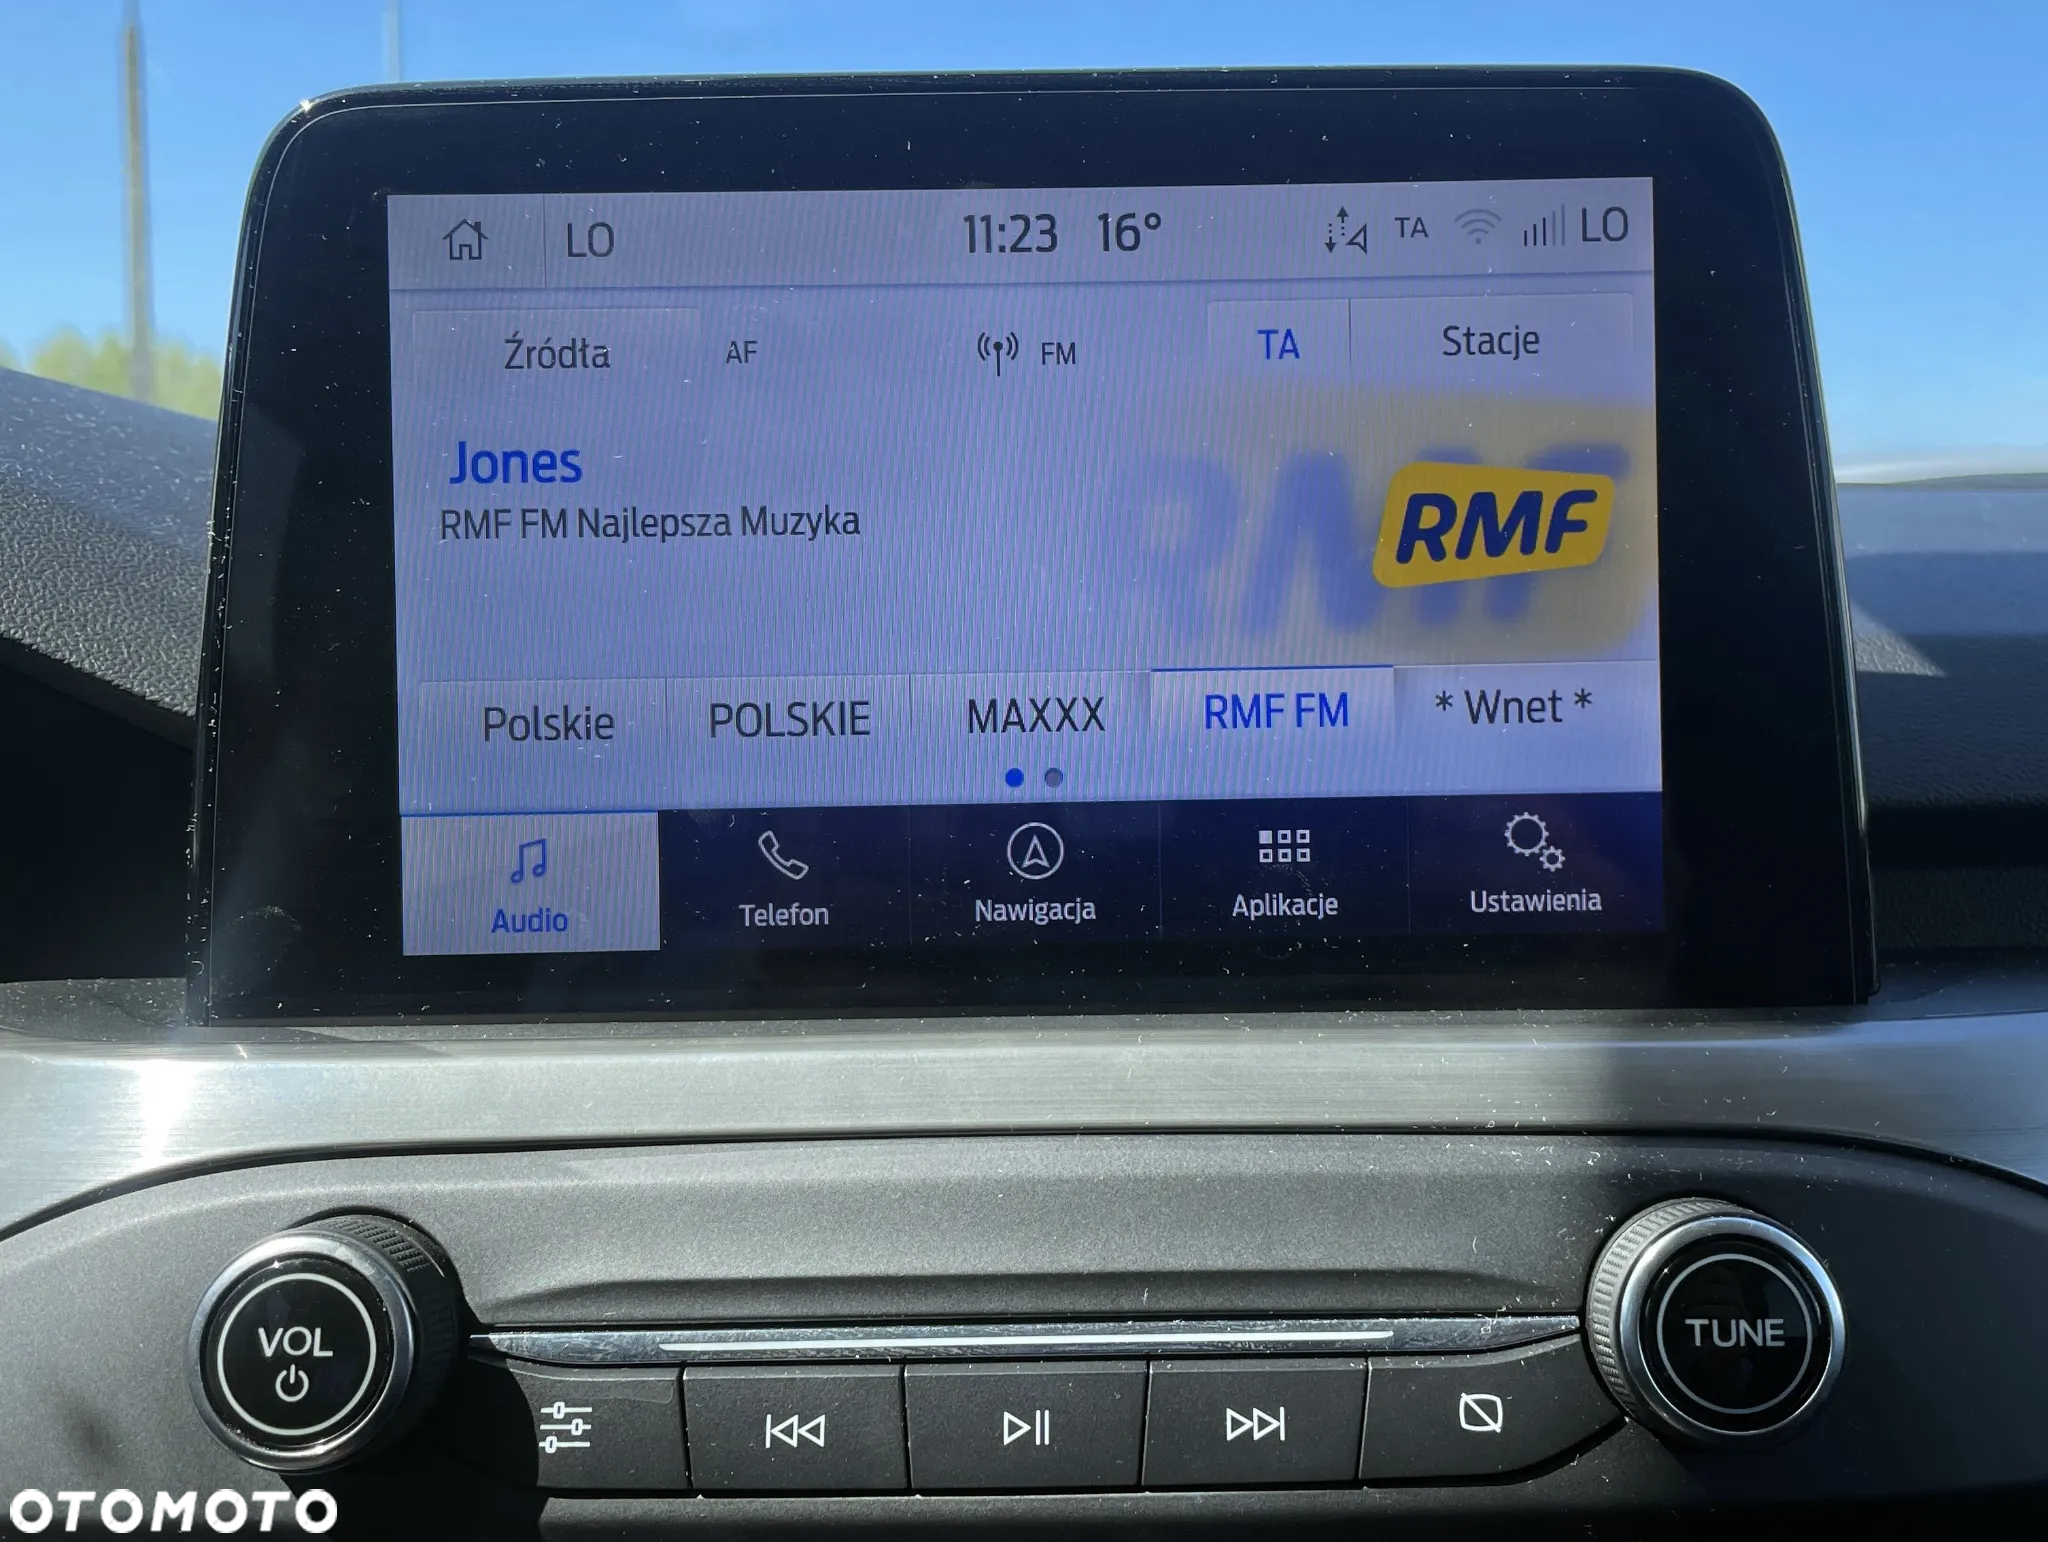 LO 11:23 16° TA LO
Źródła AF FM TA Stacje
Jones
RMF FM Najlepsza Muzyka
RMF
Polskie POLSKIE MAXXX RMF FM * Wnet *
Audio Telefon Nawigacja Aplikacje Ustawienia
VOL
TUNE
OTOMOTO